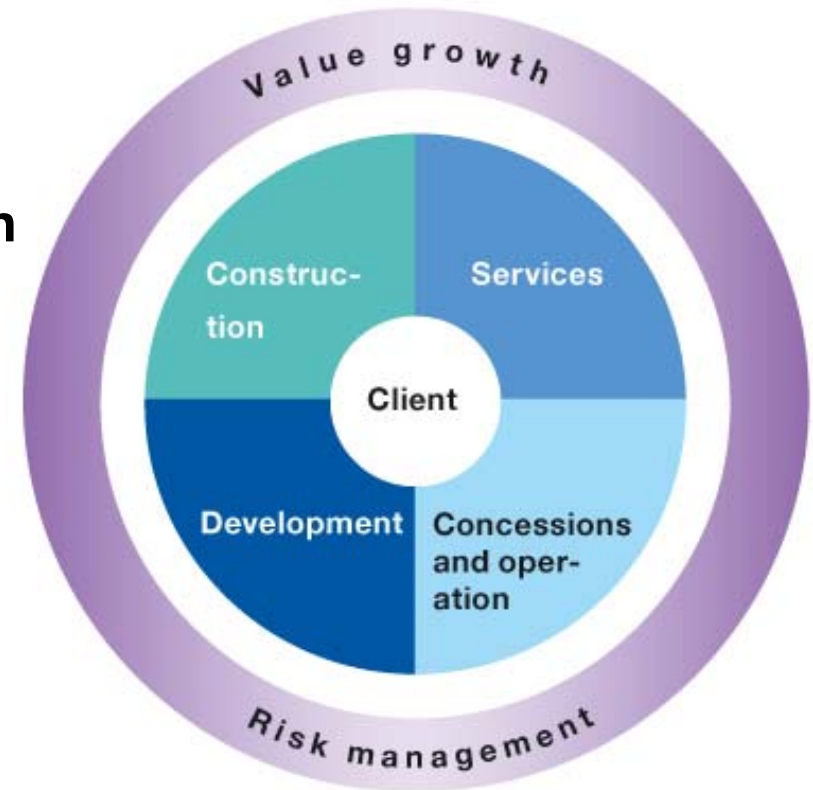 Value growth
n
Construc-
tion
Services
Client
Development
Concessions
and oper-
ation
Risk management